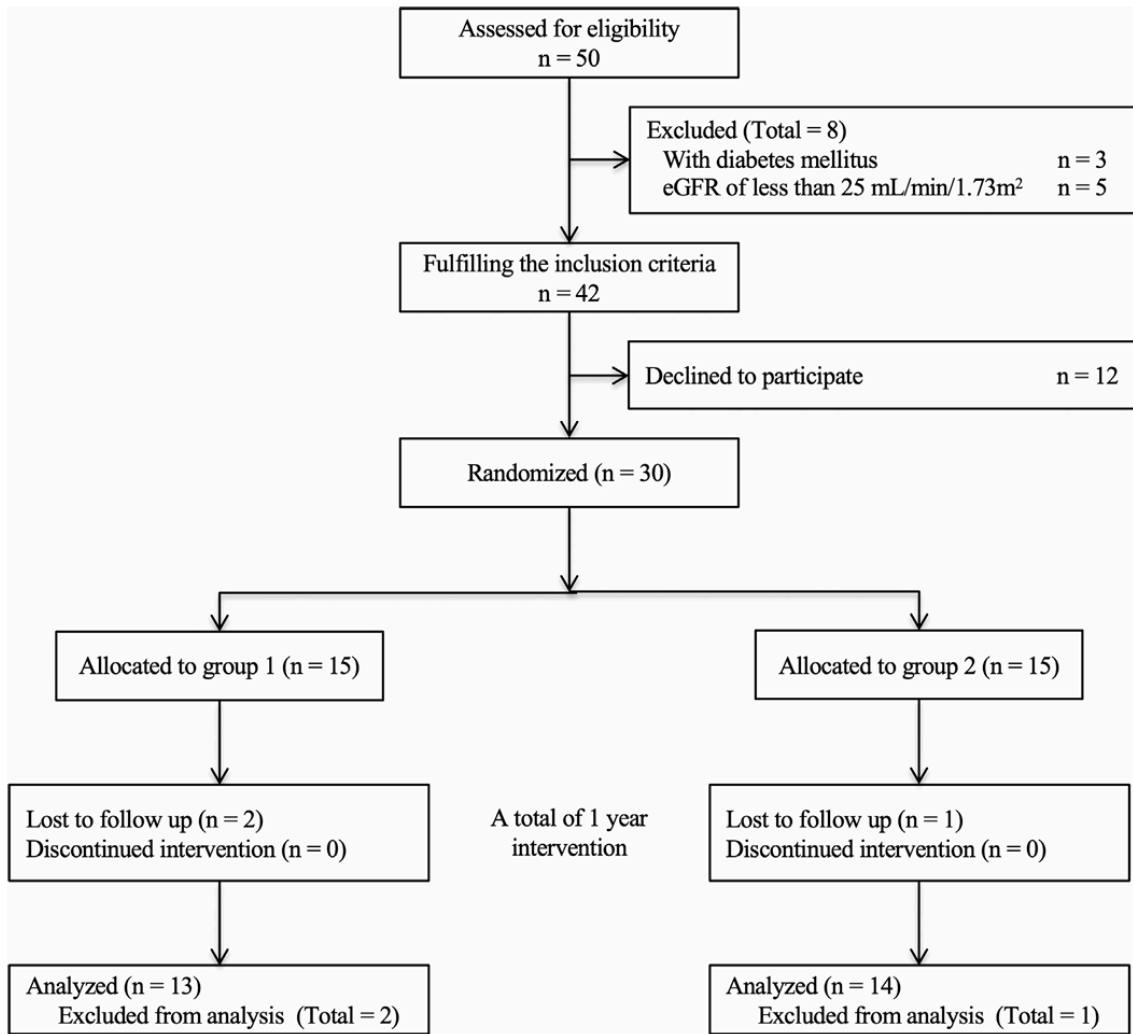 Assessed for eligibility
n = 50
Excluded (Total = 8)
With diabetes mellitus n = 3
eGFR of less than 25 mL/min/1.73m² n = 5
Fulfilling the inclusion criteria
n = 42
Declined to participate n = 12
Randomized (n = 30)
Allocated to group 1 (n = 15)
Allocated to group 2 (n = 15)
Lost to follow up (n = 2)
Discontinued intervention (n = 0)
A total of 1 year
intervention
Lost to follow up (n = 1)
Discontinued intervention (n = 0)
Analyzed (n = 13)
Excluded from analysis (Total = 2)
Analyzed (n = 14)
Excluded from analysis (Total = 1)